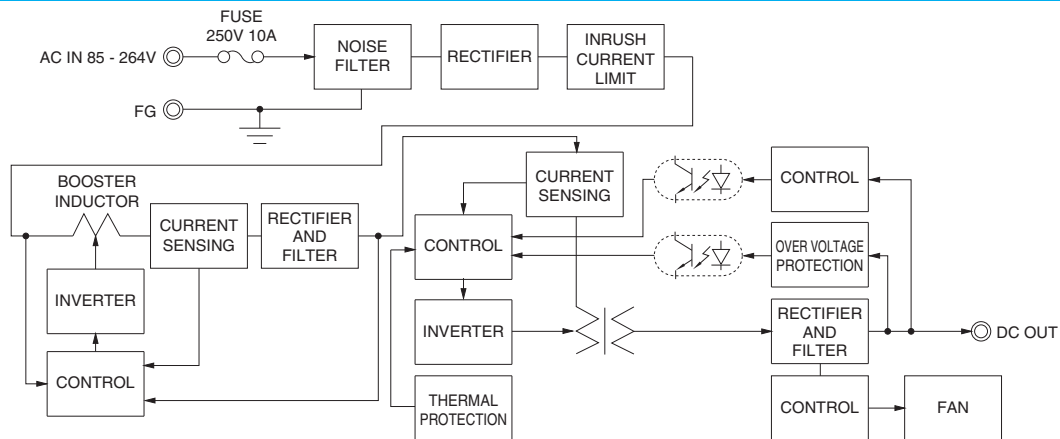 FUSE
250V 10A
AC IN 85 - 264V
NOISE
FILTER
RECTIFIER
INRUSH
CURRENT
LIMIT
FG
BOOSTER
INDUCTOR
CURRENT
SENSING
RECTIFIER
AND
FILTER
INVERTER
CONTROL
CURRENT
SENSING
CONTROL
INVERTER
THERMAL
PROTECTION
CONTROL
OVER VOLTAGE
PROTECTION
RECTIFIER
AND
FILTER
DC OUT
CONTROL
FAN